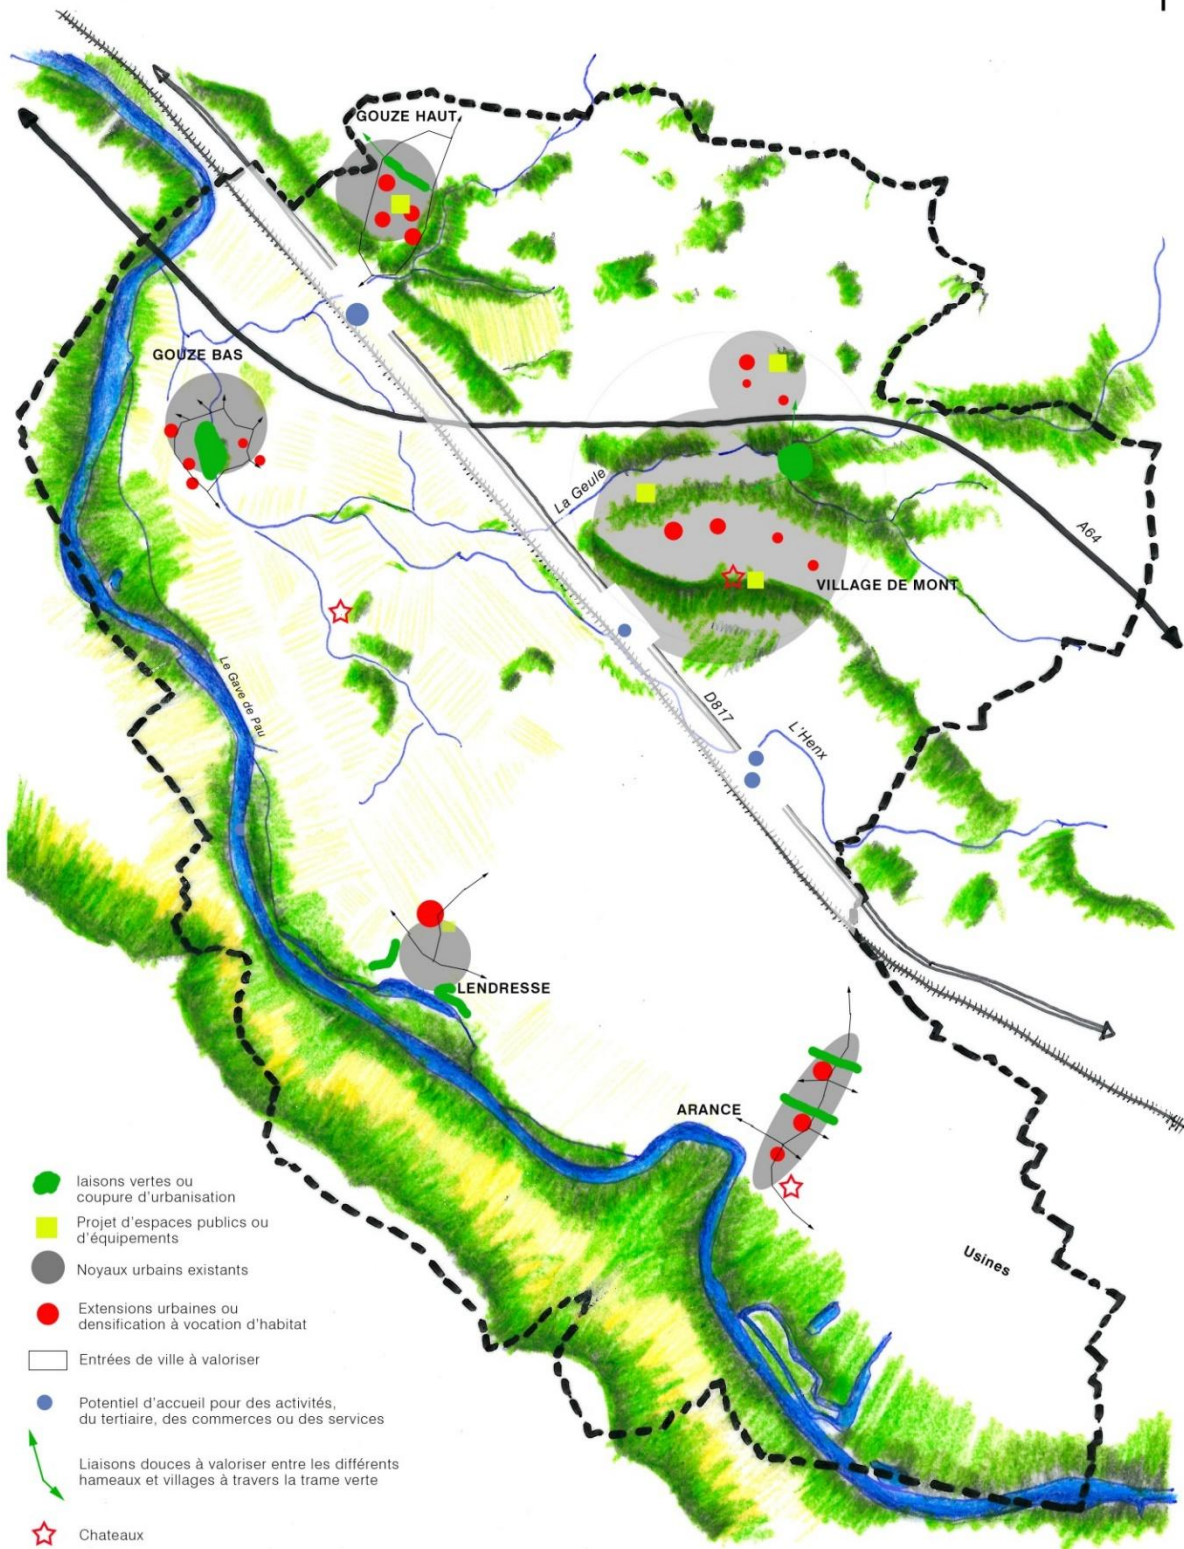 GOUZE HAUT
GOUZE BAS
La Geule
A64
VILLAGE DE MONT
Le Gave de Pau
D817
L'Henx
LENDRESSE
ARANCE
Usines
laisons vertes ou
coupure d'urbanisation
Projet d'espaces publics ou
d'équipements
Noyaux urbains existants
Extensions urbaines ou
densification à vocation d'habitat
Entrées de ville à valoriser
Potentiel d'accueil pour des activités,
du tertiaire, des commerces ou des services
Liaisons douces à valoriser entre les différents
hameaux et villages à travers la trame verte
Chateaux